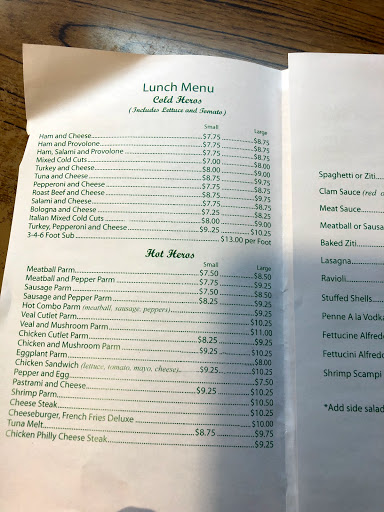 Lunch Menu
Cold Heros
(Includes Lettuce and Tomato)
Small Large
Ham and Cheese $7.75 $8.75
Ham and Provolone $7.75 $8.75
Ham, Salami and Provolone $7.75 $8.75
Mixed Cold Cuts $7.00 $8.00
Turkey and Cheese $8.00 $9.00
Tuna and Cheese $8.75 $9.75
Pepperoni and Cheese $7.75 $8.75
Roast Beef and Cheese $8.75 $9.75
Salami and Cheese $7.75 $8.75
Bologna and Cheese $7.25 $8.25
Italian Mixed Cold Cuts $8.00 $9.00
Turkey, Pepperoni and Cheese $9..25 $10.25
3-4-6 Foot Sub $13.00 per Foot
Hot Heros
Small Large
Meatball Parm $7.50 $8.50
Meatball and Pepper Parm $7.75 $9.25
Sausage Parm $7.50 $8.50
Sausage and Pepper Parm $8.25 $9.25
Hot Combo Parm (meatball, sausage, peppers) $10.25
Veal Cutlet Parm $10.25
Veal and Mushroom Parm $11.00
Chicken Cutlet Parm $8.25 $9.25
Chicken and Mushroom Parm $9.25 $10.25
Eggplant Parm $8.00
Chicken Sandwich (lettuce, tomato, mayo, cheese) $9.25 $10.25
Pepper and Egg $7.50
Pastrami and Cheese $9.25 $10.25
Shrimp Parm $10.50
Cheese Steak $10.25
Cheeseburger, French Fries Deluxe $10.00
Tuna Melt $8.75 $9.75
Chicken Philly Cheese Steak $9.75
Spaghetti or Ziti
Clam Sauce (red
Meat Sauce
Meatball or Sausa
Baked Ziti
Lasagna
Ravioli
Stuffed Shells
Penne A la Vodka
Fettucine Alfredo
Fettucini Alfredo
Shrimp Scampi
*Add side salad